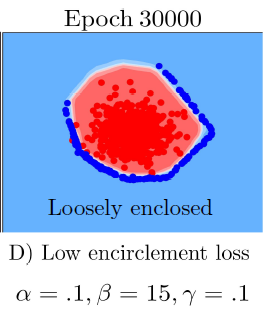 Epoch 30000
Loosely enclosed
D) Low encirclement loss
α = .1, β = 15, γ = .1